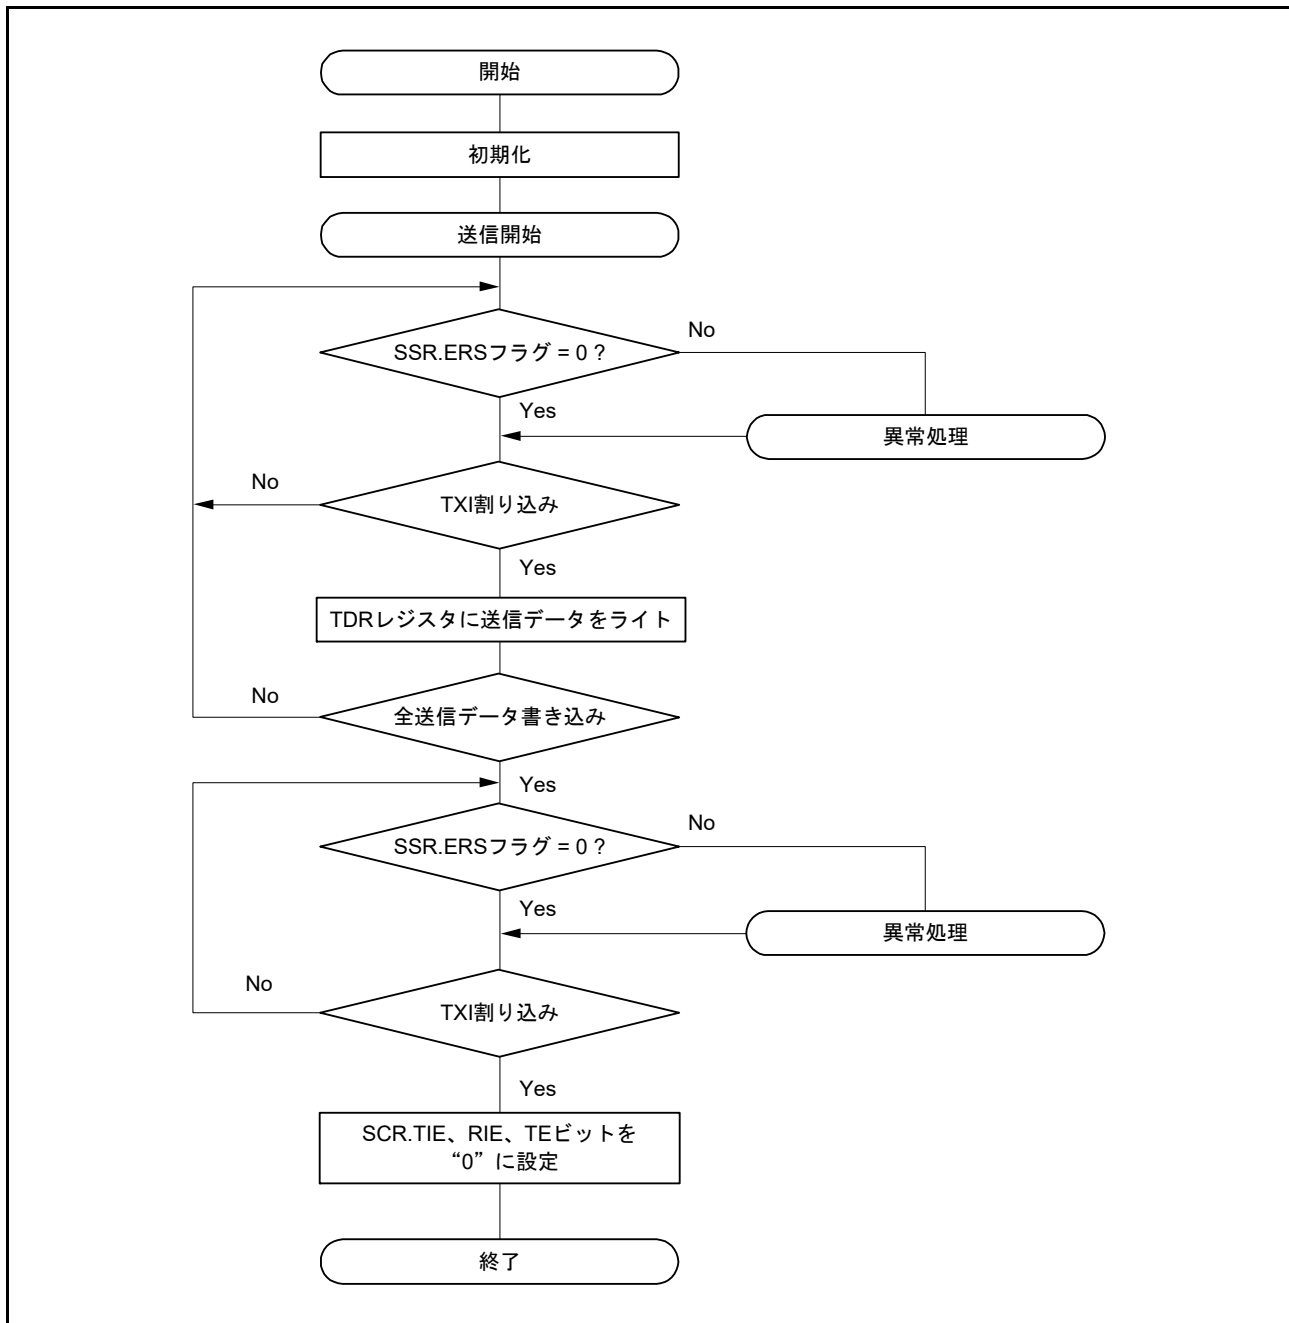 開始
初期化
送信開始
SSR.ERSフラグ = 0 ?
No
Yes
異常処理
No
TXI割り込み
Yes
TDRレジスタに送信データをライト
No
全送信データ書き込み
Yes
SSR.ERSフラグ = 0 ?
No
Yes
異常処理
No
TXI割り込み
Yes
SCR.TIE、RIE、TEビットを
“0”に設定
終了